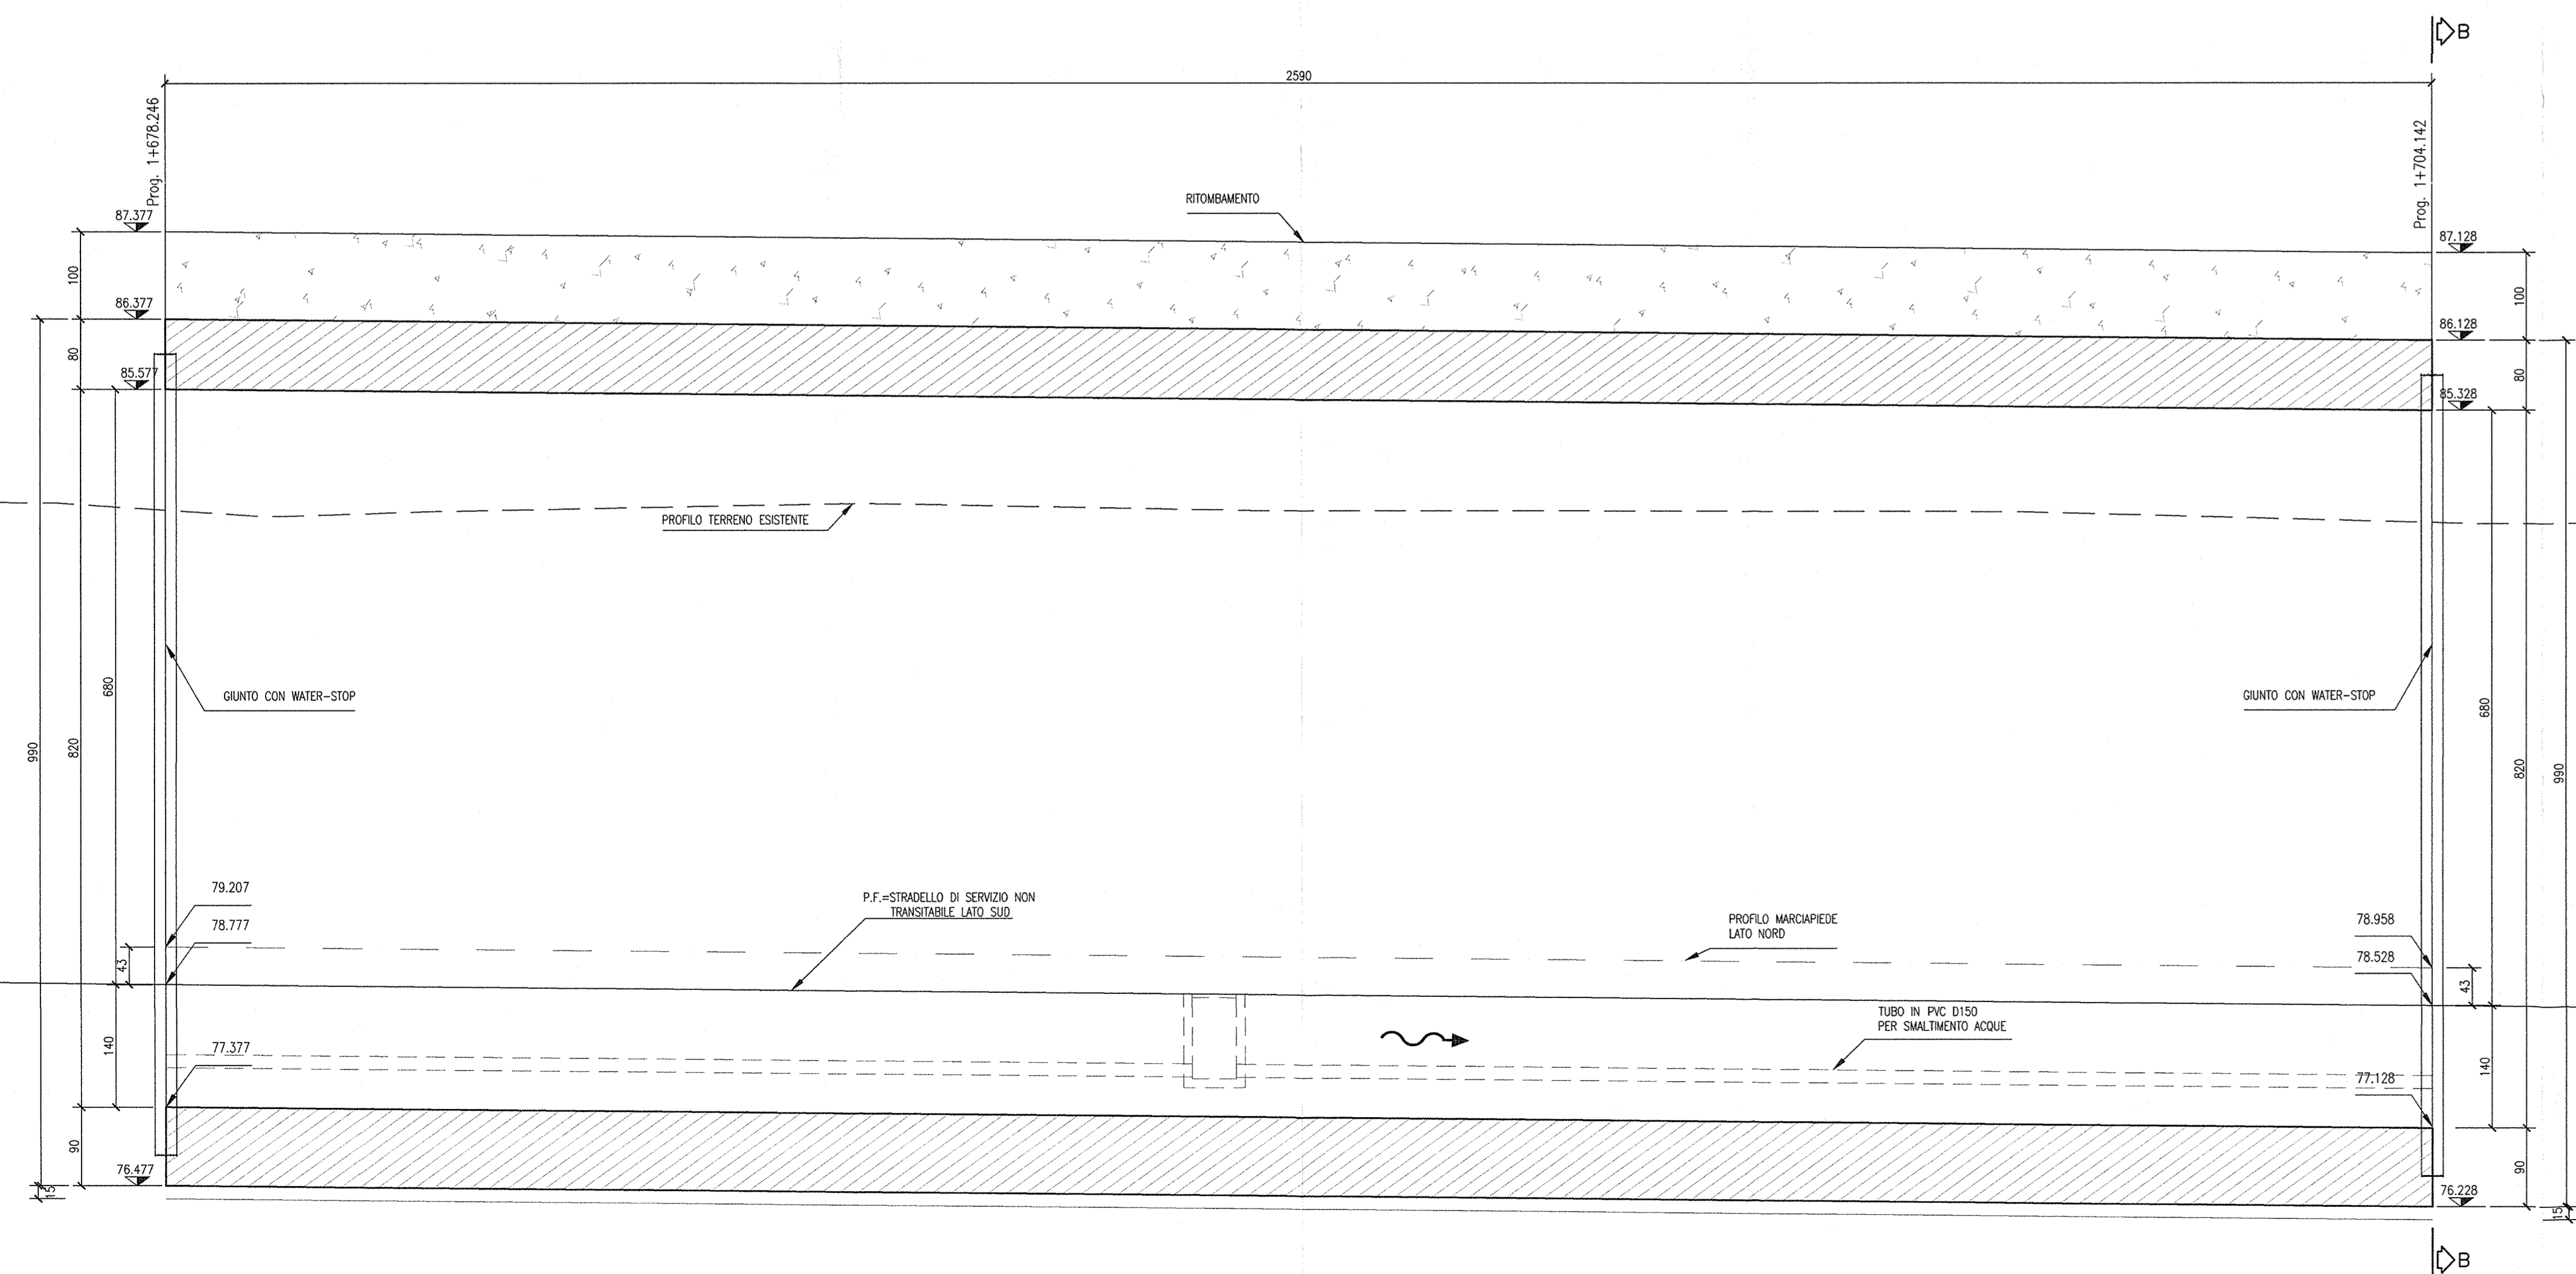 B
2590
Prog. 1+678.246
Prog. 1+704.142
RITOMBAMENTO
87.377
87.128
100
100
86.377
86.128
80
80
85.577
85.328
PROFILO TERRENO ESISTENTE
GIUNTO CON WATER-STOP
GIUNTO CON WATER-STOP
680
680
990
820
820
990
79.207
P.F.=STRADELLO DI SERVIZIO NON
TRANSITABILE LATO SUD
PROFILO MARCIAPIEDE
LATO NORD
78.958
78.777
78.528
43
43
TUBO IN PVC D150
PER SMALTIMENTO ACQUE
77.377
77.128
140
140
90
90
76.477
76.228
15
15
B